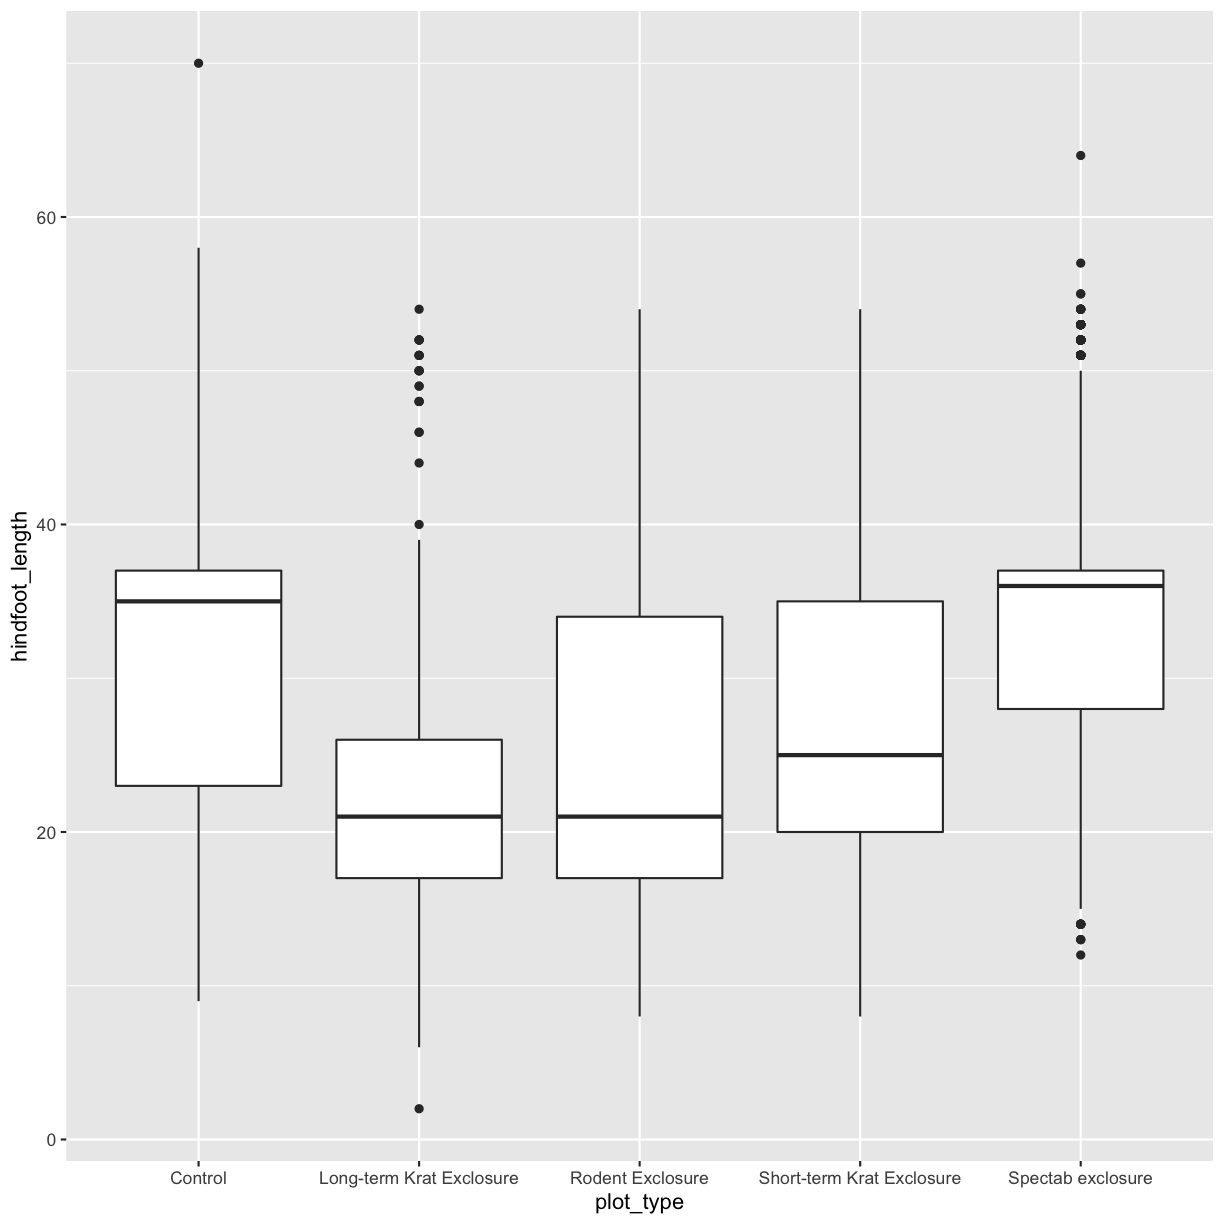 60
40
20
0
hindfoot_length
Control Long-term Krat Exclosure Rodent Exclosure Short-term Krat Exclosure Spectab exclosure
plot_type